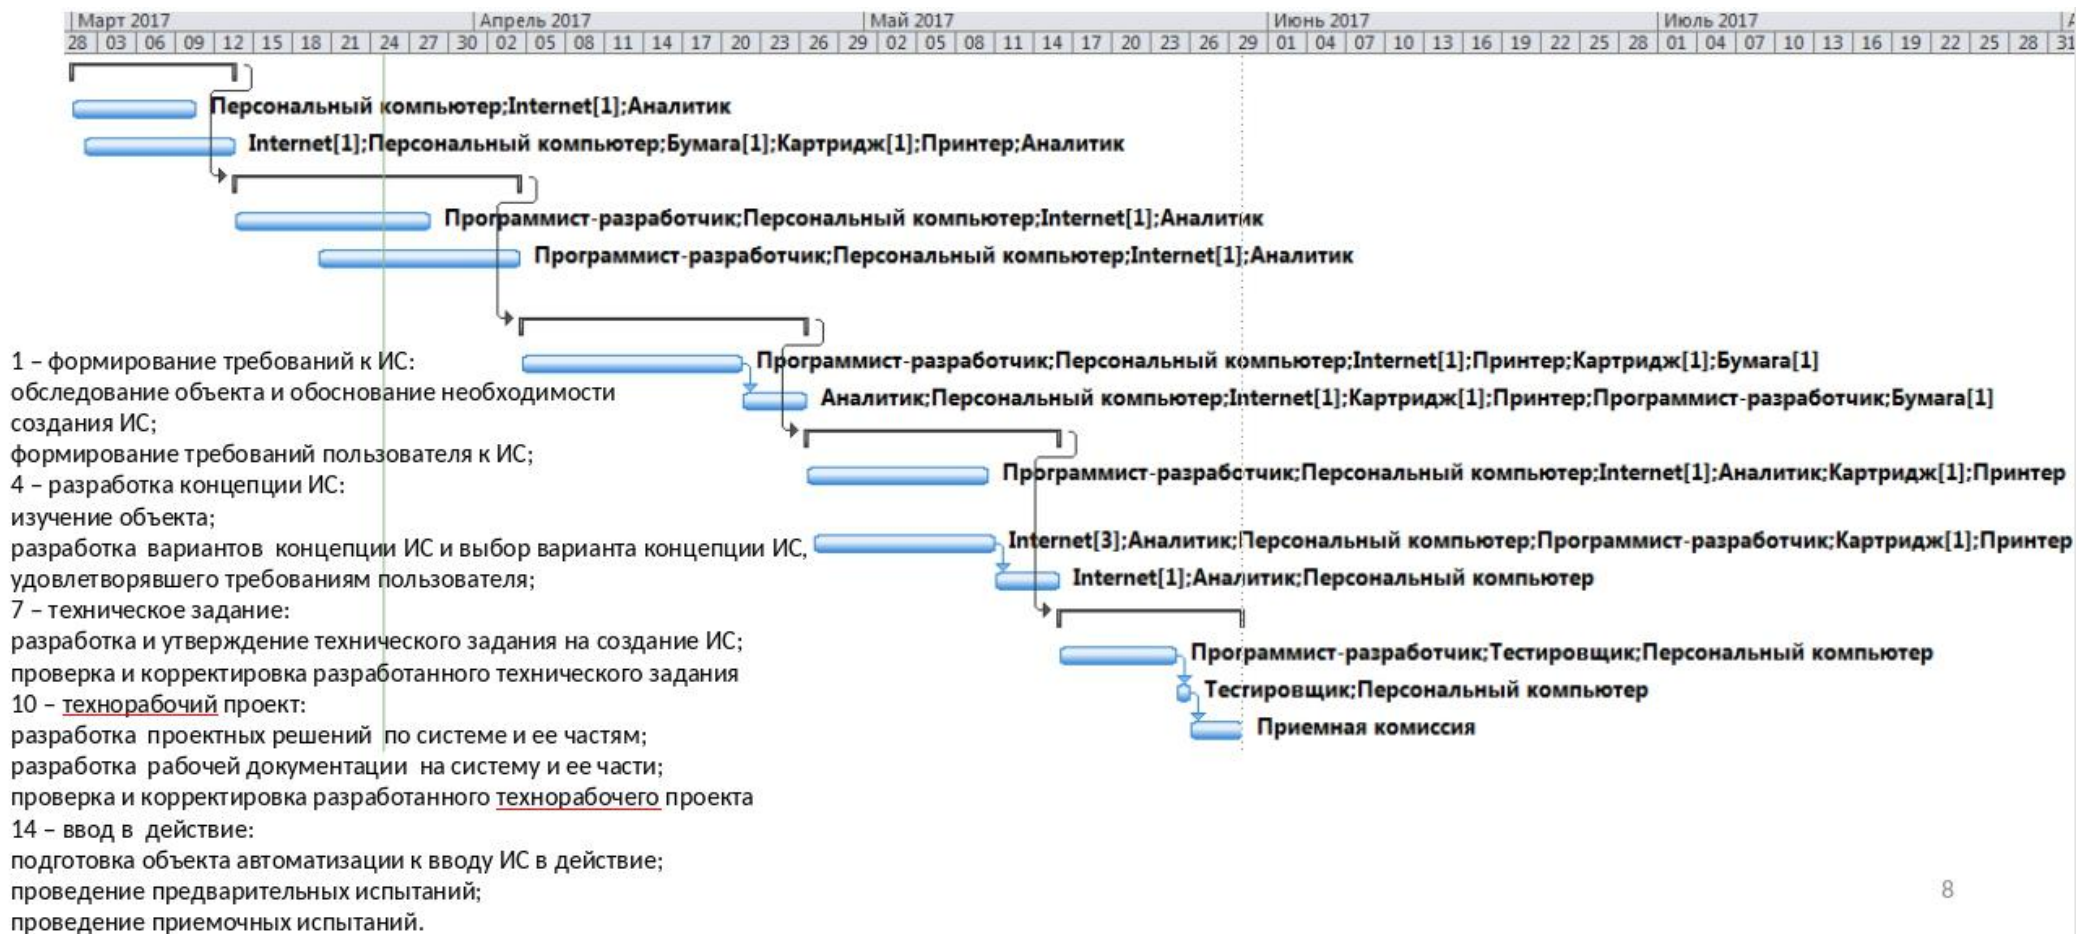 Март 2017 Апрель 2017 Май 2017 Июнь 2017 Июль 2017
28 03 06 09 12 15 18 21 24 27 30 02 05 08 11 14 17 20 23 26 29 02 05 08 11 14 17 20 23 26 29 01 04 07 10 13 16 19 22 25 28 01 04 07 10 13 16 19 22 25 28 31
Персональный компьютер;Internet[1];Аналитик
Internet[1];Персональный компьютер;Бумага[1];Картридж[1];Принтер;Аналитик
Программист-разработчик;Персональный компьютер;Internet[1];Аналитик
Программист-разработчик;Персональный компьютер;Internet[1];Аналитик
Программист-разработчик;Персональный компьютер;Internet[1];Принтер;Картридж[1];Бумага[1]
Аналитик;Персональный компьютер;Internet[1];Картридж[1];Принтер;Программист-разработчик;Бумага[1]
Программист-разработчик;Персональный компьютер;Internet[1];Аналитик;Картридж[1];Принтер
Internet[3];Аналитик;Персональный компьютер;Программист-разработчик;Картридж[1];Принтер
Internet[1];Аналитик;Персональный компьютер
Программист-разработчик;Тестировщик;Персональный компьютер
Тестировщик;Персональный компьютер
Приемная комиссия
1 – формирование требований к ИС:
обследование объекта и обоснование необходимости
создания ИС;
формирование требований пользователя к ИС;
4 – разработка концепции ИС:
изучение объекта;
разработка вариантов концепции ИС и выбор варианта концепции ИС,
удовлетворявшего требованиям пользователя;
7 – техническое задание:
разработка и утверждение технического задания на создание ИС;
проверка и корректировка разработанного технического задания
10 – технорабочий проект:
разработка проектных решений по системе и ее частям;
разработка рабочей документации на систему и ее части;
проверка и корректировка разработанного технорабочего проекта
14 – ввод в действие:
подготовка объекта автоматизации к вводу ИС в действие;
проведение предварительных испытаний;
проведение приемочных испытаний.
8